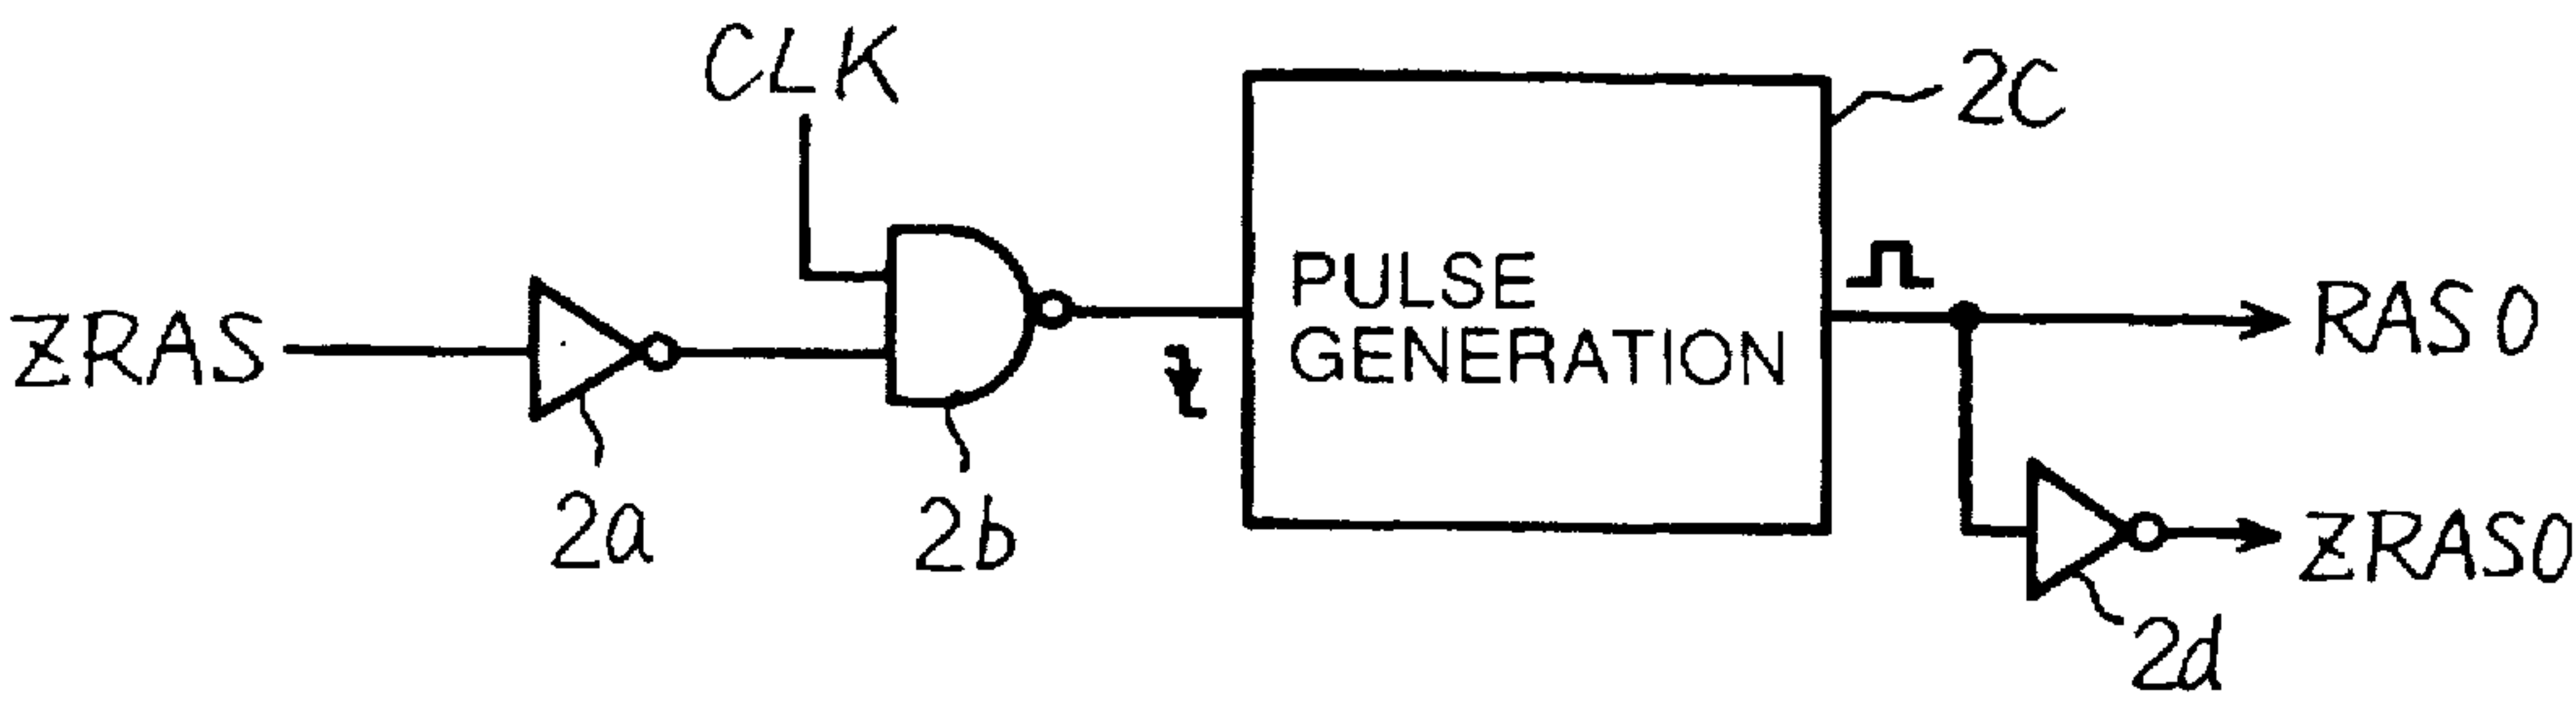 CLK
2C
ZRAS
PULSE
GENERATION
RAS0
2a
2b
ZRAS0
2d